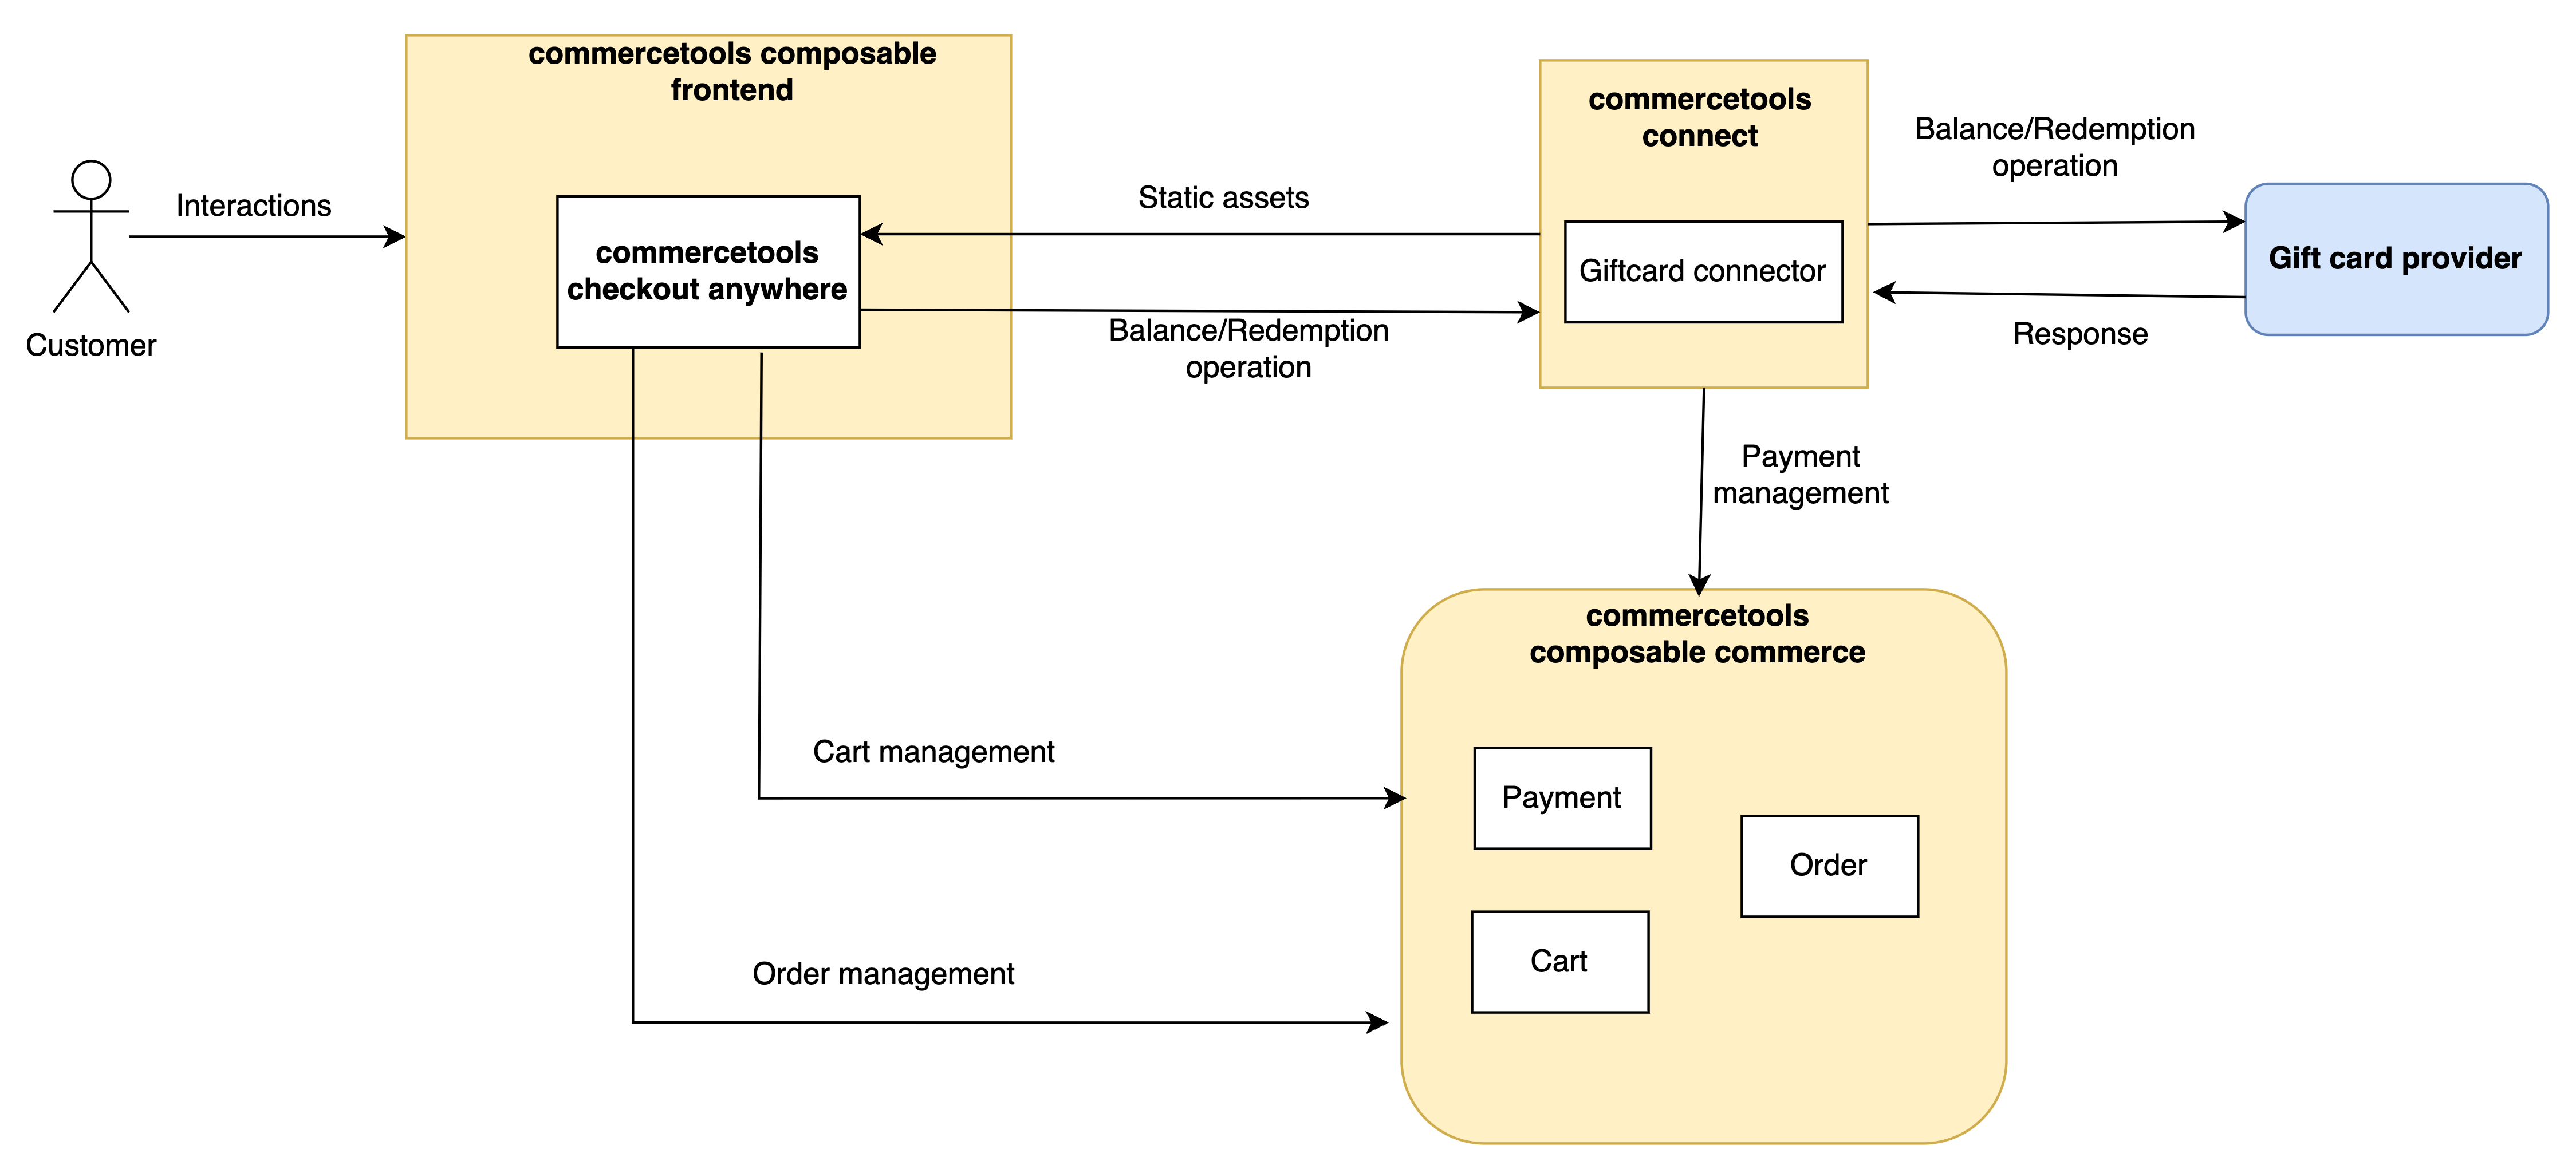 commercetools composable
frontend
Interactions
Customer
commercetools
checkout anywhere
Static assets
Balance/Redemption
operation
commercetools
connect
Giftcard connector
Balance/Redemption
operation
Gift card provider
Response
Payment
management
commercetools
composable commerce
Cart management
Payment
Order
Cart
Order management